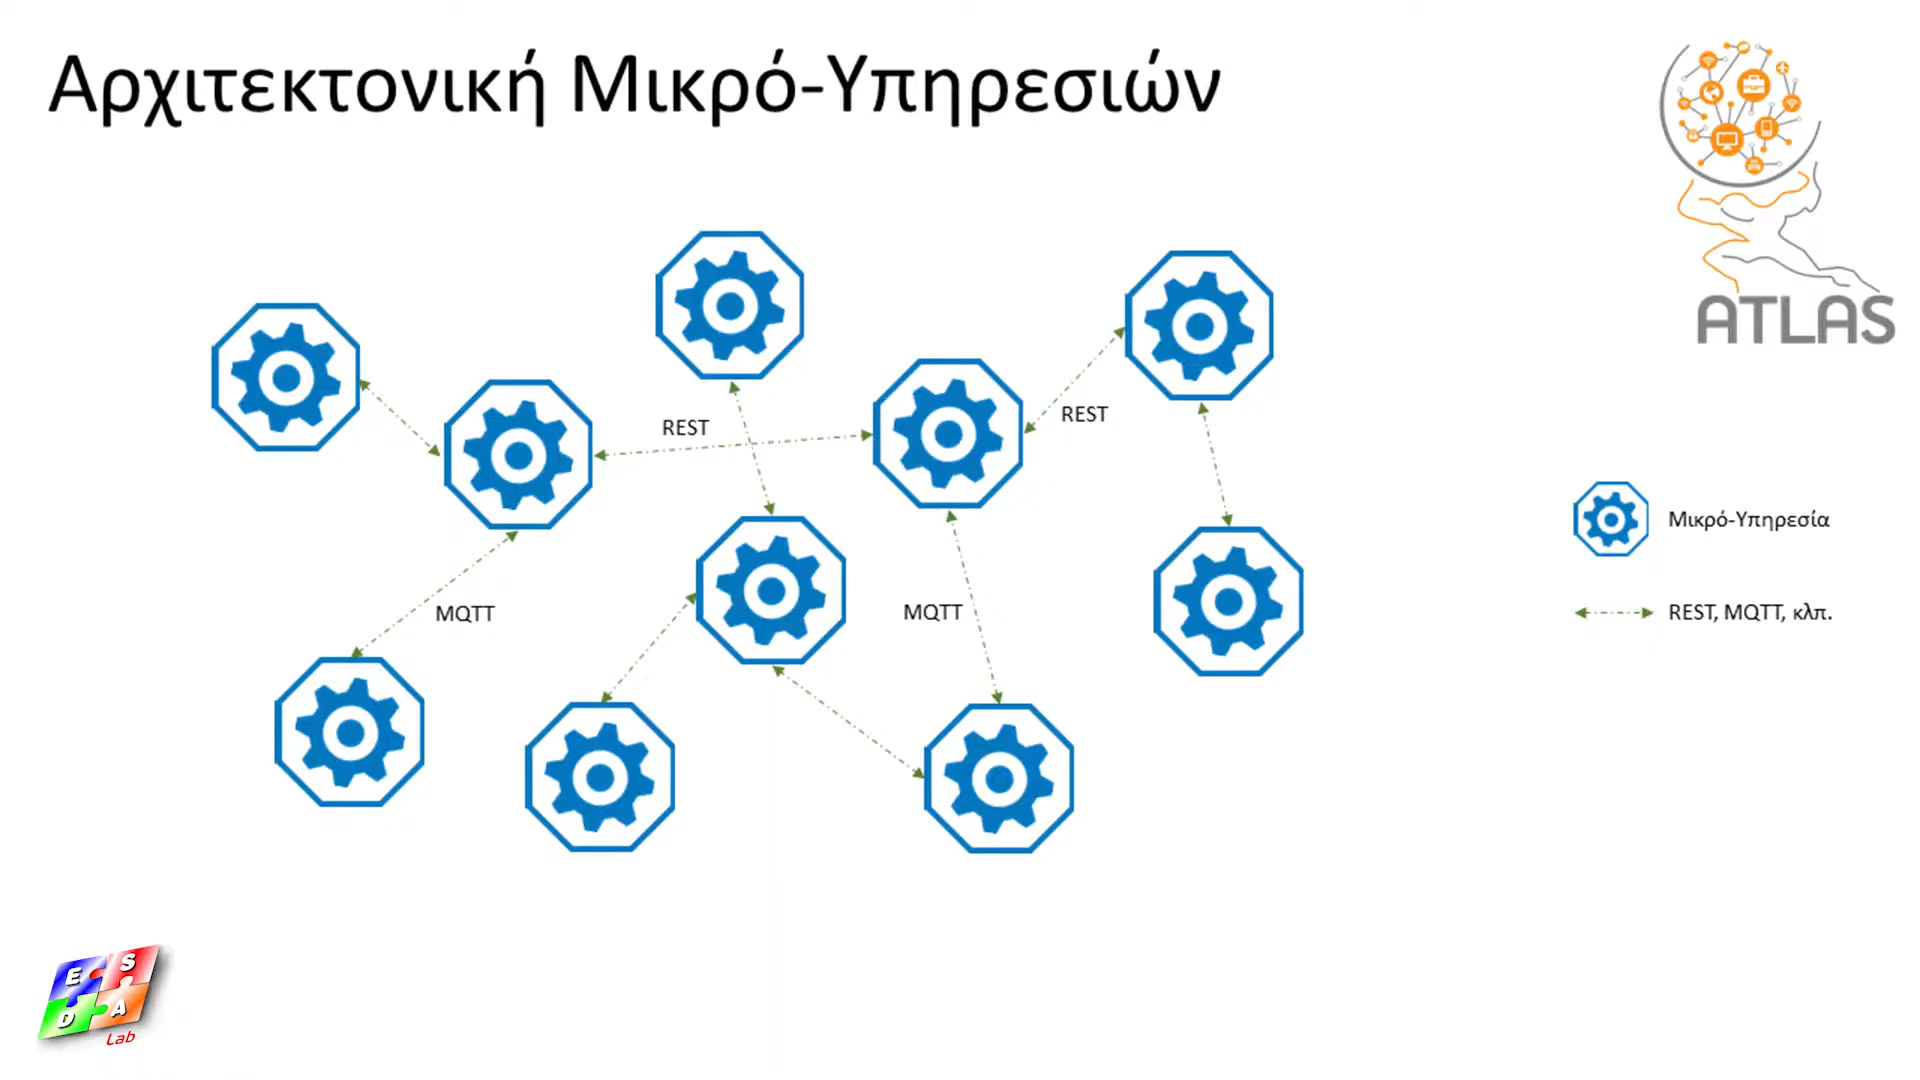 Αρχιτεκτονική Μικρό-Υπηρεσιών
ATLAS
REST
REST
MQTT
MQTT
Μικρό-Υπηρεσία
REST, MQTT, κλπ.
E S
D A
Lab